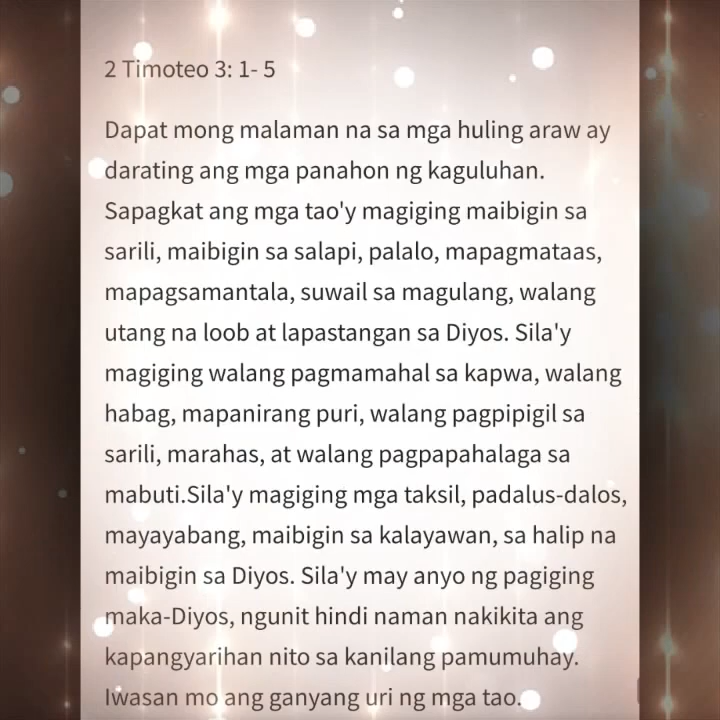 2 Timoteo 3: 1- 5
Dapat mong malaman na sa mga huling araw ay
darating ang mga panahon ng kaguluhan.
Sapagkat ang mga tao'y magiging maibigin sa
sarili, maibigin sa salapi, palalo, mapagmataas,
mapagsamantala, suwail sa magulang, walang
utang na loob at lapastangan sa Diyos. Sila'y
magiging walang pagmamahal sa kapwa, walang
habag, mapanirang puri, walang pagpipigil sa
sarili, marahas, at walang pagpapahalaga sa
mabuti.Sila'y magiging mga taksil, padalus-dalos,
mayayabang, maibigin sa kalayawan, sa halip na
maibigin sa Diyos. Sila'y may anyo ng pagiging
maka-Diyos, ngunit hindi naman nakikita ang
kapangyarihan nito sa kanilang pamumuhay.
Iwasan mo ang ganyang uri ng mga tao.